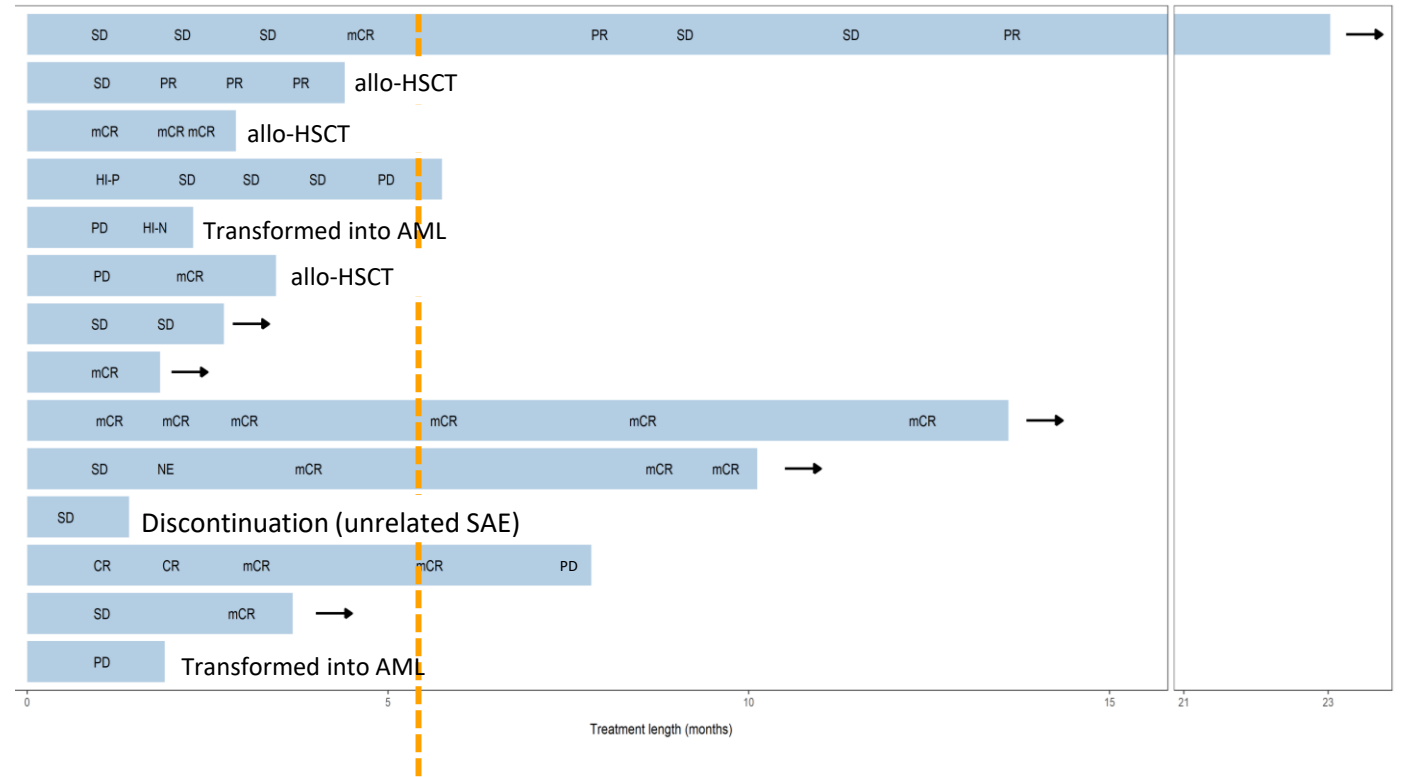 SD SD SD mCR PR SD SD PR
SD PR PR PR allo-HSCT
mCR mCR mCR allo-HSCT
HI-P SD SD SD PD
PD HI-N Transformed into AML
PD mCR allo-HSCT
SD SD
mCR
mCR mCR mCR mCR mCR mCR
SD NE mCR mCR mCR
SD Discontinuation (unrelated SAE)
CR CR mCR mCR PD
SD mCR
PD Transformed into AML
0 5 10 15 21 23
Treatment length (months)